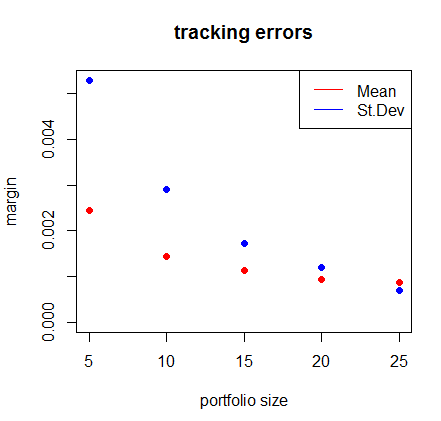 tracking errors
Mean
St.Dev
margin
0.004
0.002
0.000
5 10 15 20 25
portfolio size